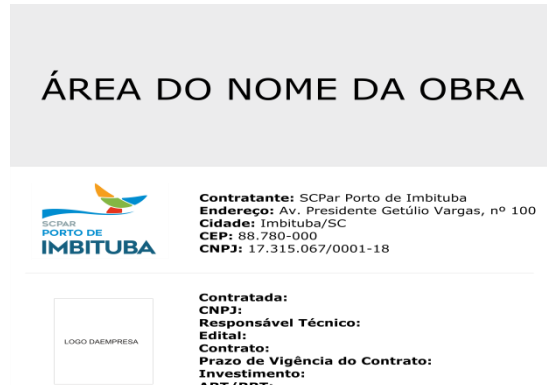 ÁREA DO NOME DA OBRA
SCPAR
PORTO DE
IMBITUBA
Contratante: SCPar Porto de Imbituba
Endereço: Av. Presidente Getúlio Vargas, nº 100
Cidade: Imbituba/SC
CEP: 88.780-000
CNPJ: 17.315.067/0001-18
LOGO DAEMPRESA
Contratada:
CNPJ:
Responsável Técnico:
Edital:
Contrato:
Prazo de Vigência do Contrato:
Investimento: